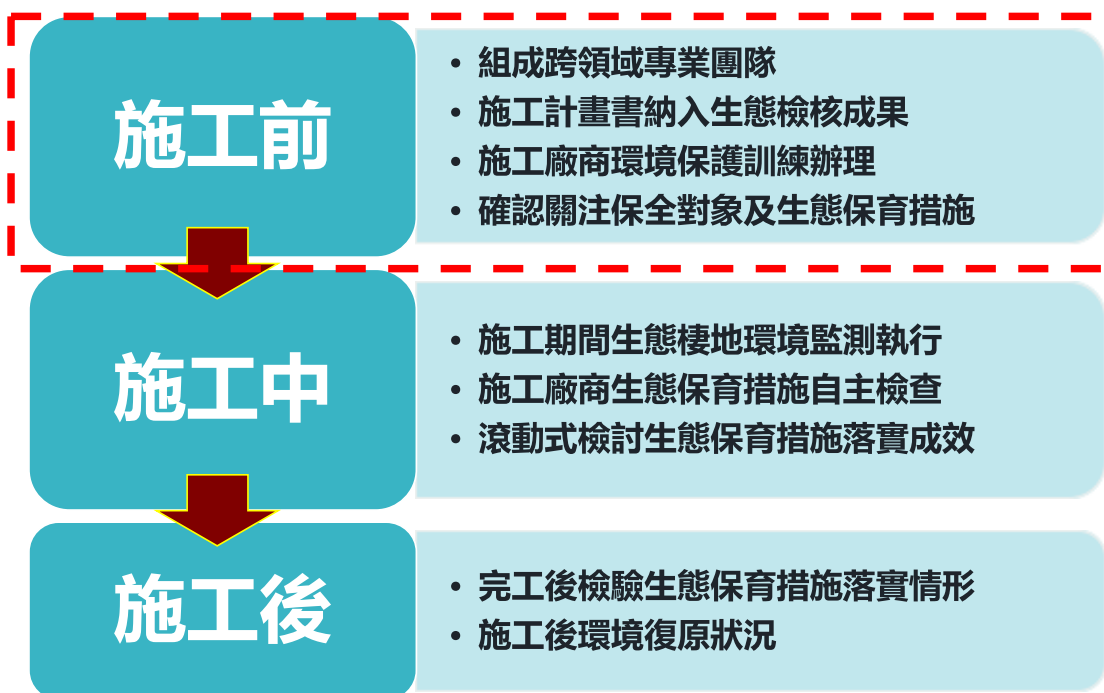 施工前
• 組成跨領域專業團隊
• 施工計畫書納入生態檢核成果
• 施工廠商環境保護訓練辦理
• 確認關注保全對象及生態保育措施
施工中
• 施工期間生態棲地環境監測執行
• 施工廠商生態保育措施自主檢查
• 滾動式檢討生態保育措施落實成效
施工後
• 完工後檢驗生態保育措施落實情形
• 施工後環境復原狀況